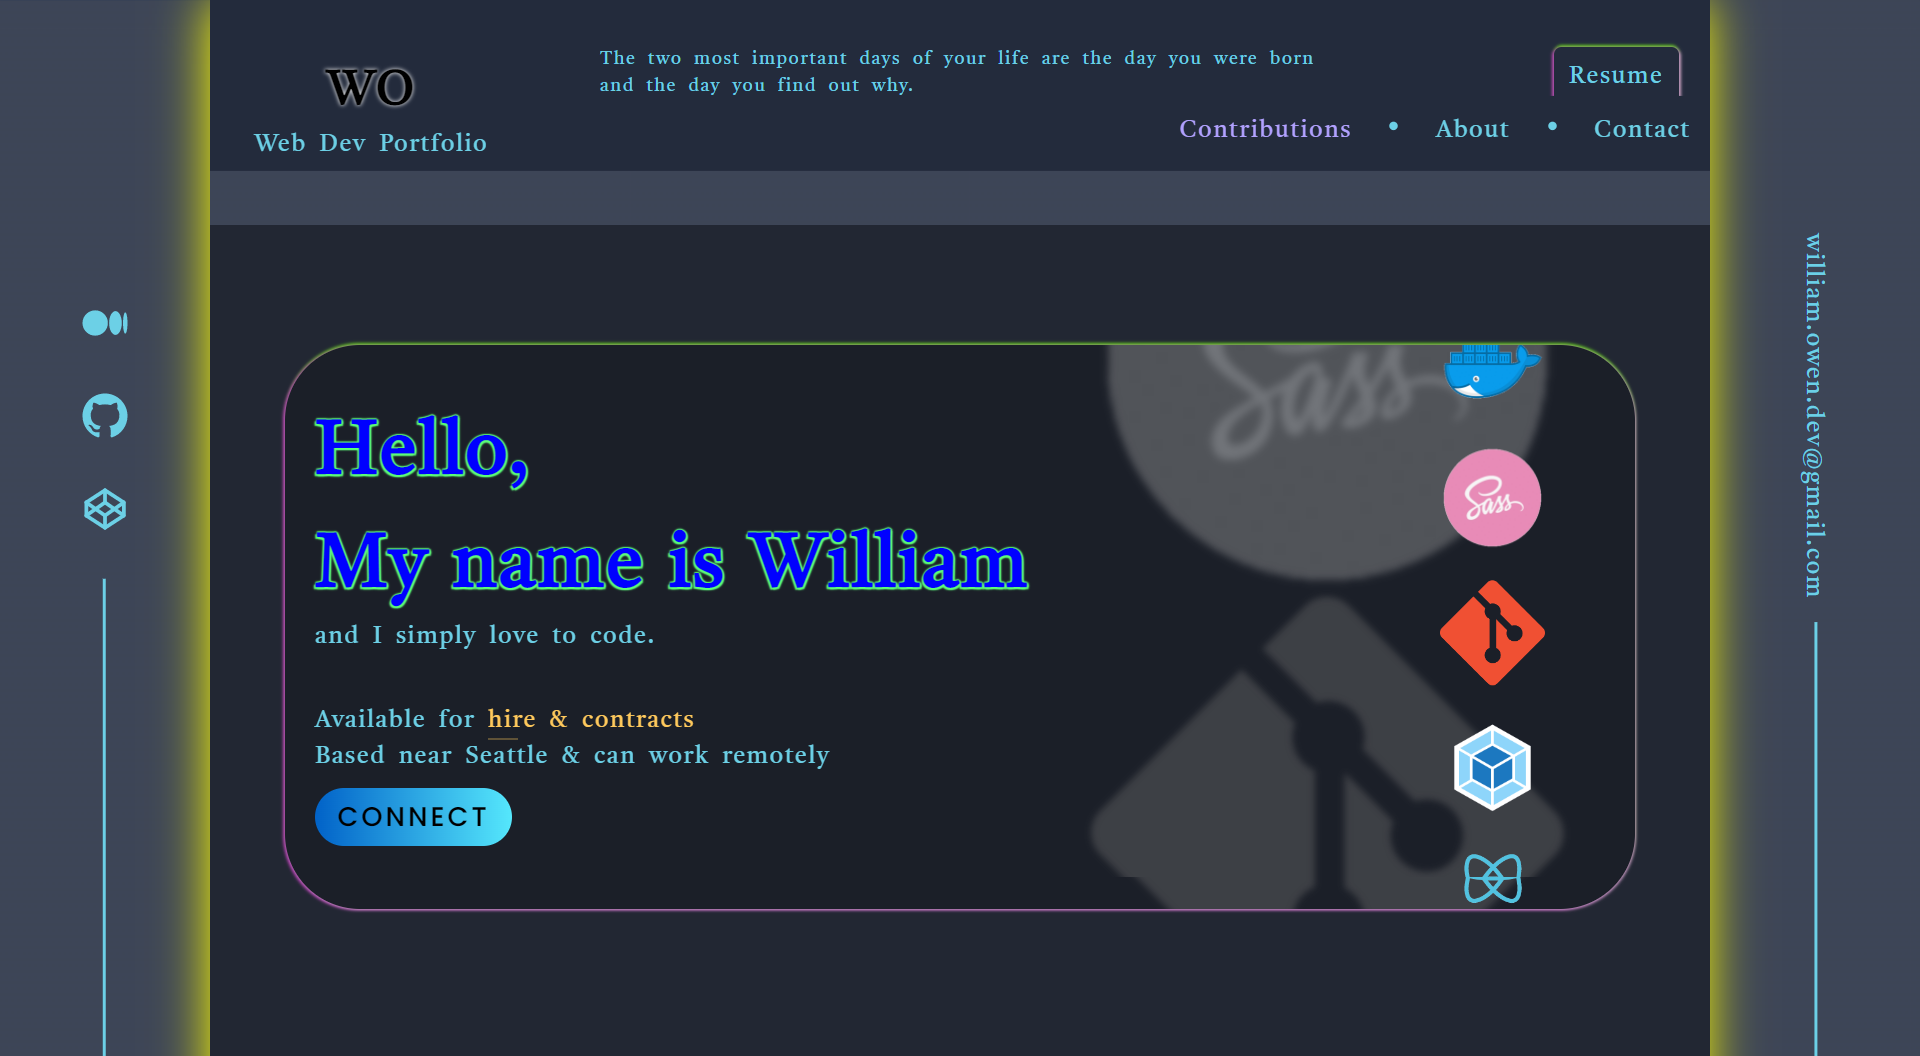 WO
Web Dev Portfolio
The two most important days of your life are the day you were born
and the day you find out why.
Resume
Contributions • About • Contact
william.owen.dev@gmail.com
Hello,
My name is William
and I simply love to code.
Available for hire & contracts
Based near Seattle & can work remotely
CONNECT
Sass
Sass